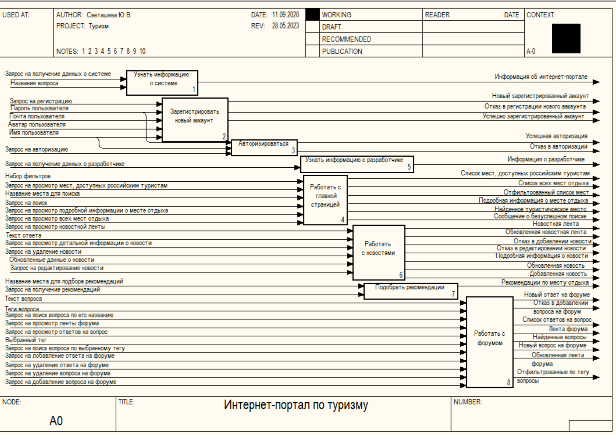 USED AT:
AUTHOR: Светашева Ю В
DATE: 11.09.2020
PROJECT: Туризм
REV: 28.05.2023
NOTES: 1 2 3 4 5 6 7 8 9 10
WORKING
DRAFT
RECOMMENDED
PUBLICATION
READER
DATE
CONTEXT:
A-0
Запрос на получение данных о системе
Название вопроса
Узнать информацию
о системе
1
Информация об интернет-портале
Запрос на регистрацию
Пароль пользователя
Почта пользователя
Аватар пользователя
Имя пользователя
Зарегистрировать
новый аккаунт
2
Новый зарегистрированный аккаунт
Отказ в регистрации нового аккаунта
Успешно зарегистрированный аккаунт
Запрос на авторизацию
Авторизироваться
3
Успешная авторизация
Отказ в авторизации
Запрос на получение данных о разработчике
Узнать информацию о разработчике
5
Информация о разработчике
Набор фильтров
Запрос на просмотр мест, доступных российским туристам
Название места для поиска
Запрос на поиск
Запрос на просмотр подробной информации о месте отдыха
Запрос на просмотр всех мест отдыха
Запрос на просмотр новостной ленты
Работать с
главной
страницей
4
Список мест, доступных российским туристам
Список всех мест отдыха
Отфильтрованный список мест
Подробная информация о месте отдыха
Найденное туристическое место
Сообщение о безуспешном поиске
Новостная лента
Текст ответа
Запрос на просмотр детальной информации о новости
Запрос на удаление новости
Обновленные данные о новости
Запрос на редактирование новости
Работать
с новостями
6
Обновленная новостная лента
Отказ в добавлении новости
Отказ в редактировании новости
Подробная информация о новости
Обновленная новость
Добавленная новость
Название места для подбора рекомендаций
Запрос на получение рекомендаций
Подобрать рекомендации
7
Рекомендации по месту отдыха
Текст вопроса
Теги вопроса
Запрос на поиск вопроса по его названию
Запрос на просмотр ленты форума
Запрос на просмотр ответов на вопрос
Выбранный тег
Запрос на поиск вопроса по выбранному тегу
Запрос на добавление ответа на форуме
Запрос на удаление ответа на форуме
Запрос на удаление вопроса на форуме
Запрос на добавление вопроса на форуме
Работать с
форумом
8
Новый ответ на форуме
Отказ в добавлении
вопроса на форум
Список ответов на вопрос
Лента форума
Найденные вопросы
Новый вопрос на форуме
Обновленная лента
форума
Отфильтрованные по тегу
вопросы
NODE:
A0
TITLE:
Интернет-портал по туризму
NUMBER: